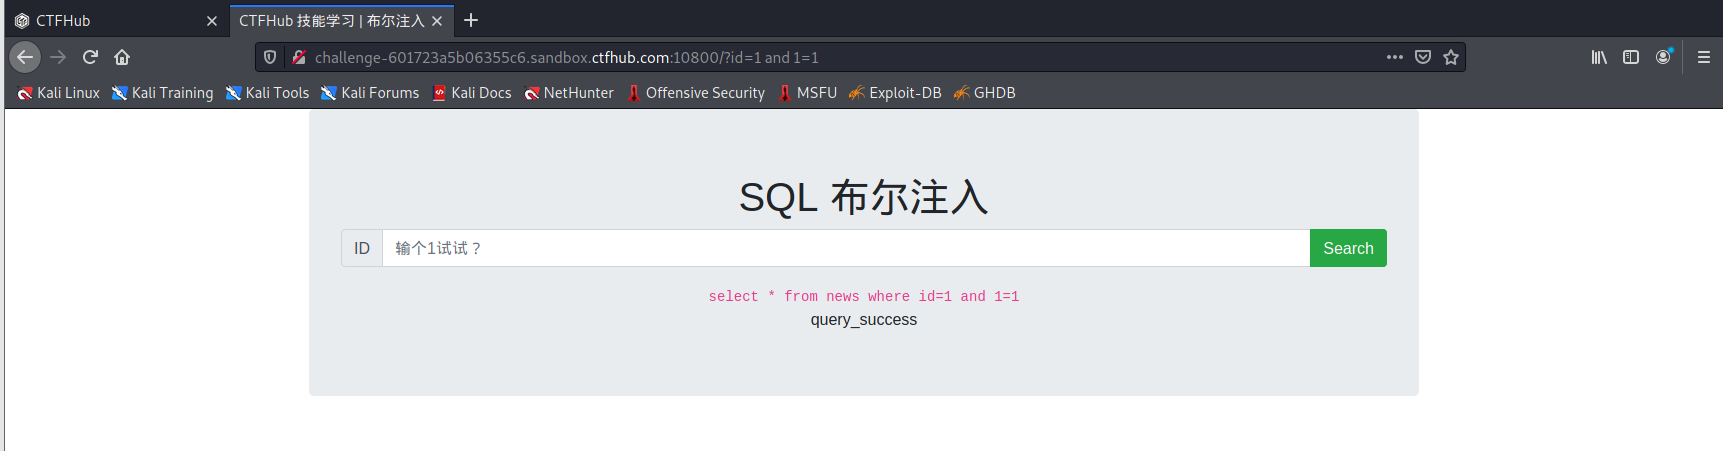 CTFHub
CTFHub 技能学习 | 布尔注入
challenge-601723a5b06355c6.sandbox.ctfhub.com:10800/?id=1 and 1=1
Kali Linux Kali Training Kali Tools Kali Forums Kali Docs NetHunter Offensive Security MSFU Exploit-DB GHDB
SQL 布尔注入
ID 输个1试试？ Search
select * from news where id=1 and 1=1
query_success